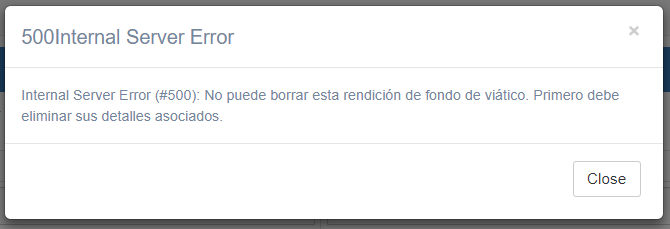 500Internal Server Error
×
Internal Server Error (#500): No puede borrar esta rendición de fondo de viático. Primero debe
eliminar sus detalles asociados.
Close